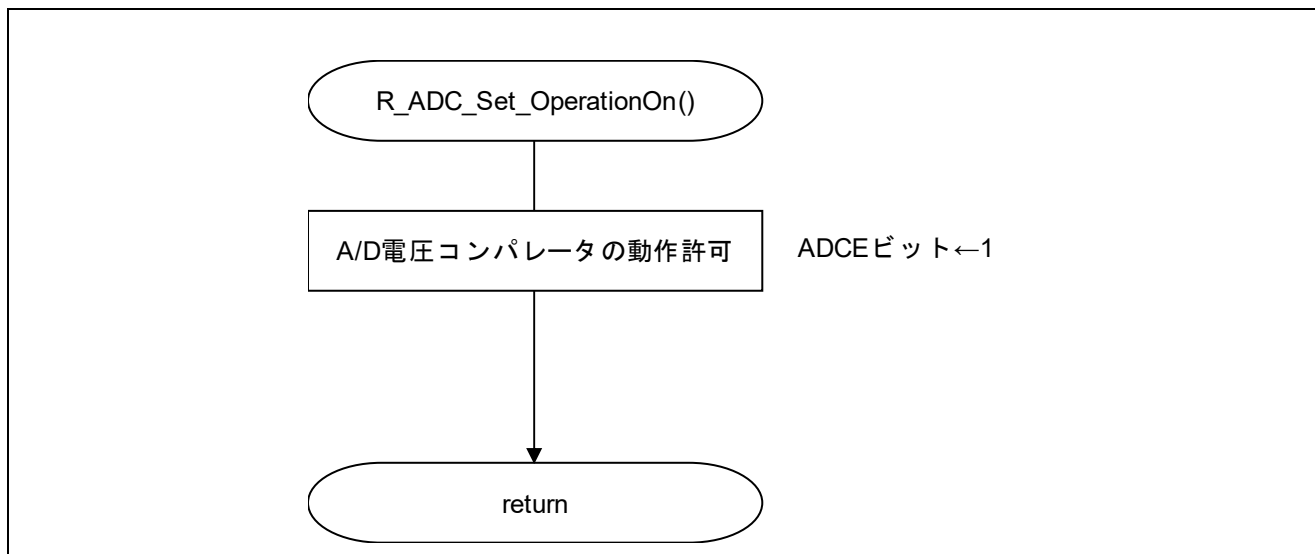 R_ADC_Set_OperationOn()
A/D電圧コンパレータの動作許可
ADCEビット←1
return